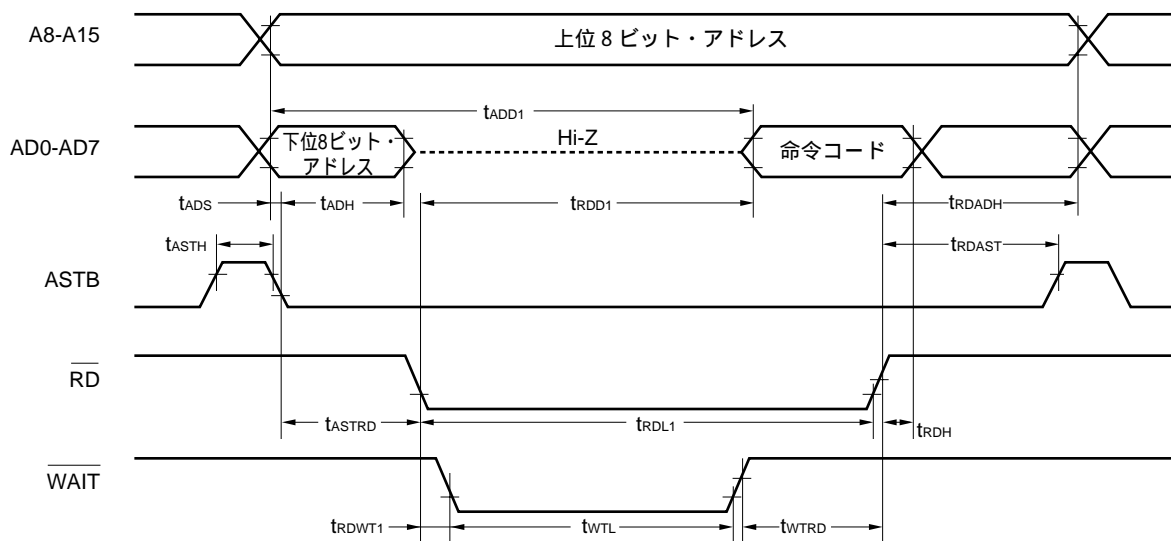 A8-A15
上位 8 ビット・アドレス
tADD1
AD0-AD7
下位8ビット・
アドレス
Hi-Z
命令コード
tADS
tADH
tRDD1
tRDADH
tASTH
tRDAST
ASTB
RD
tASTRD
tRDL1
tRDH
WAIT
tRDWT1
tWTL
tWTRD